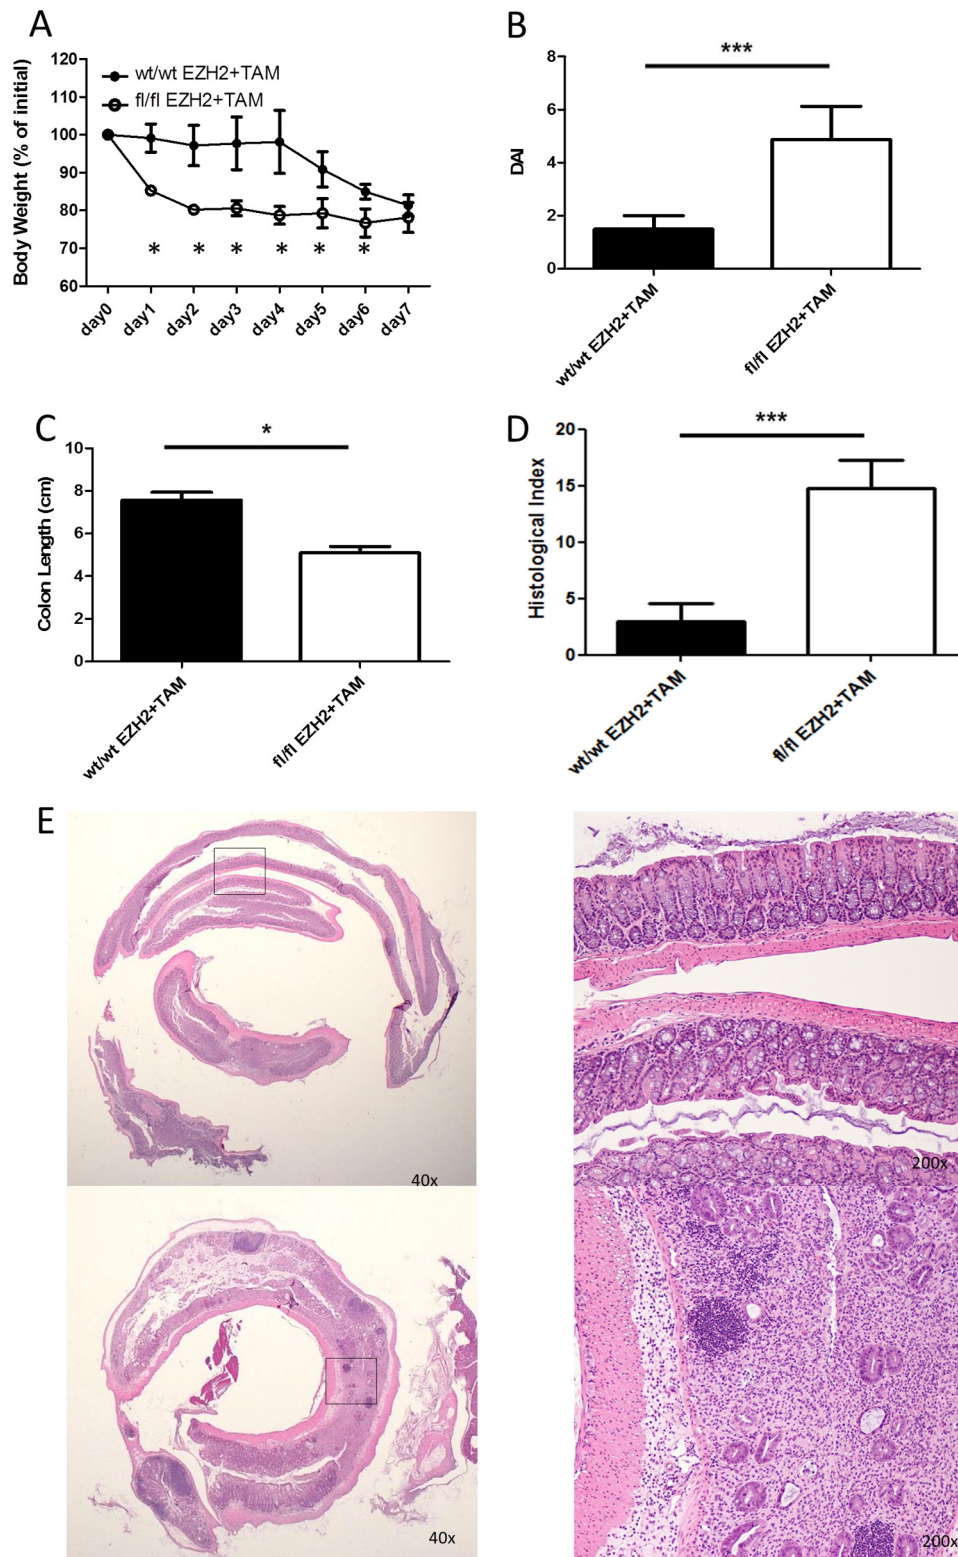 A
Body Weight (% of initial)
120
110
100
90
80
70
60
wt/wt EZH2+TAM
fl/fl EZH2+TAM
* * * * * *
day0 day1 day2 day3 day4 day5 day6 day7
B
DAI
8
6
4
2
0
***
wt/wt EZH2+TAM
fl/fl EZH2+TAM
C
Colon Length (cm)
10
8
6
4
2
0
*
wt/wt EZH2+TAM
fl/fl EZH2+TAM
D
Histological Index
20
15
10
5
0
***
wt/wt EZH2+TAM
fl/fl EZH2+TAM
E
40x
200x
40x
200x